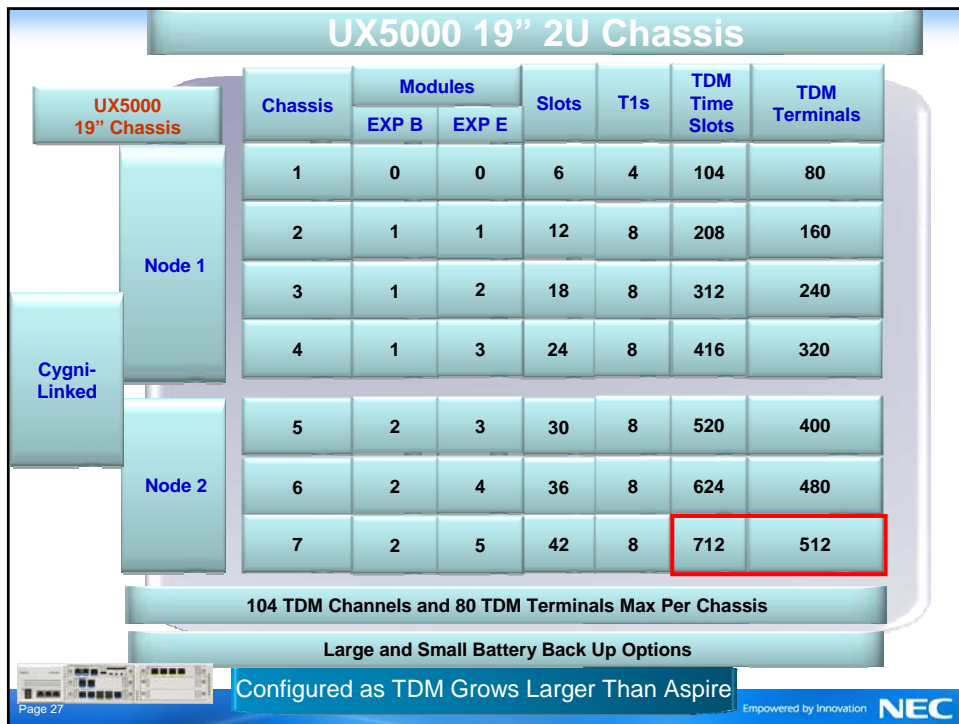 UX5000 19” 2U Chassis
UX5000
19” Chassis
Chassis
Modules
EXP B EXP E
Slots
T1s
TDM
Time
Slots
TDM
Terminals
Node 1
1 0 0 6 4 104 80
2 1 1 12 8 208 160
3 1 2 18 8 312 240
4 1 3 24 8 416 320
Cygni-
Linked
Node 2
5 2 3 30 8 520 400
6 2 4 36 8 624 480
7 2 5 42 8 712 512
104 TDM Channels and 80 TDM Terminals Max Per Chassis
Large and Small Battery Back Up Options
Configured as TDM Grows Larger Than Aspire
Page 27
Empowered by Innovation NEC